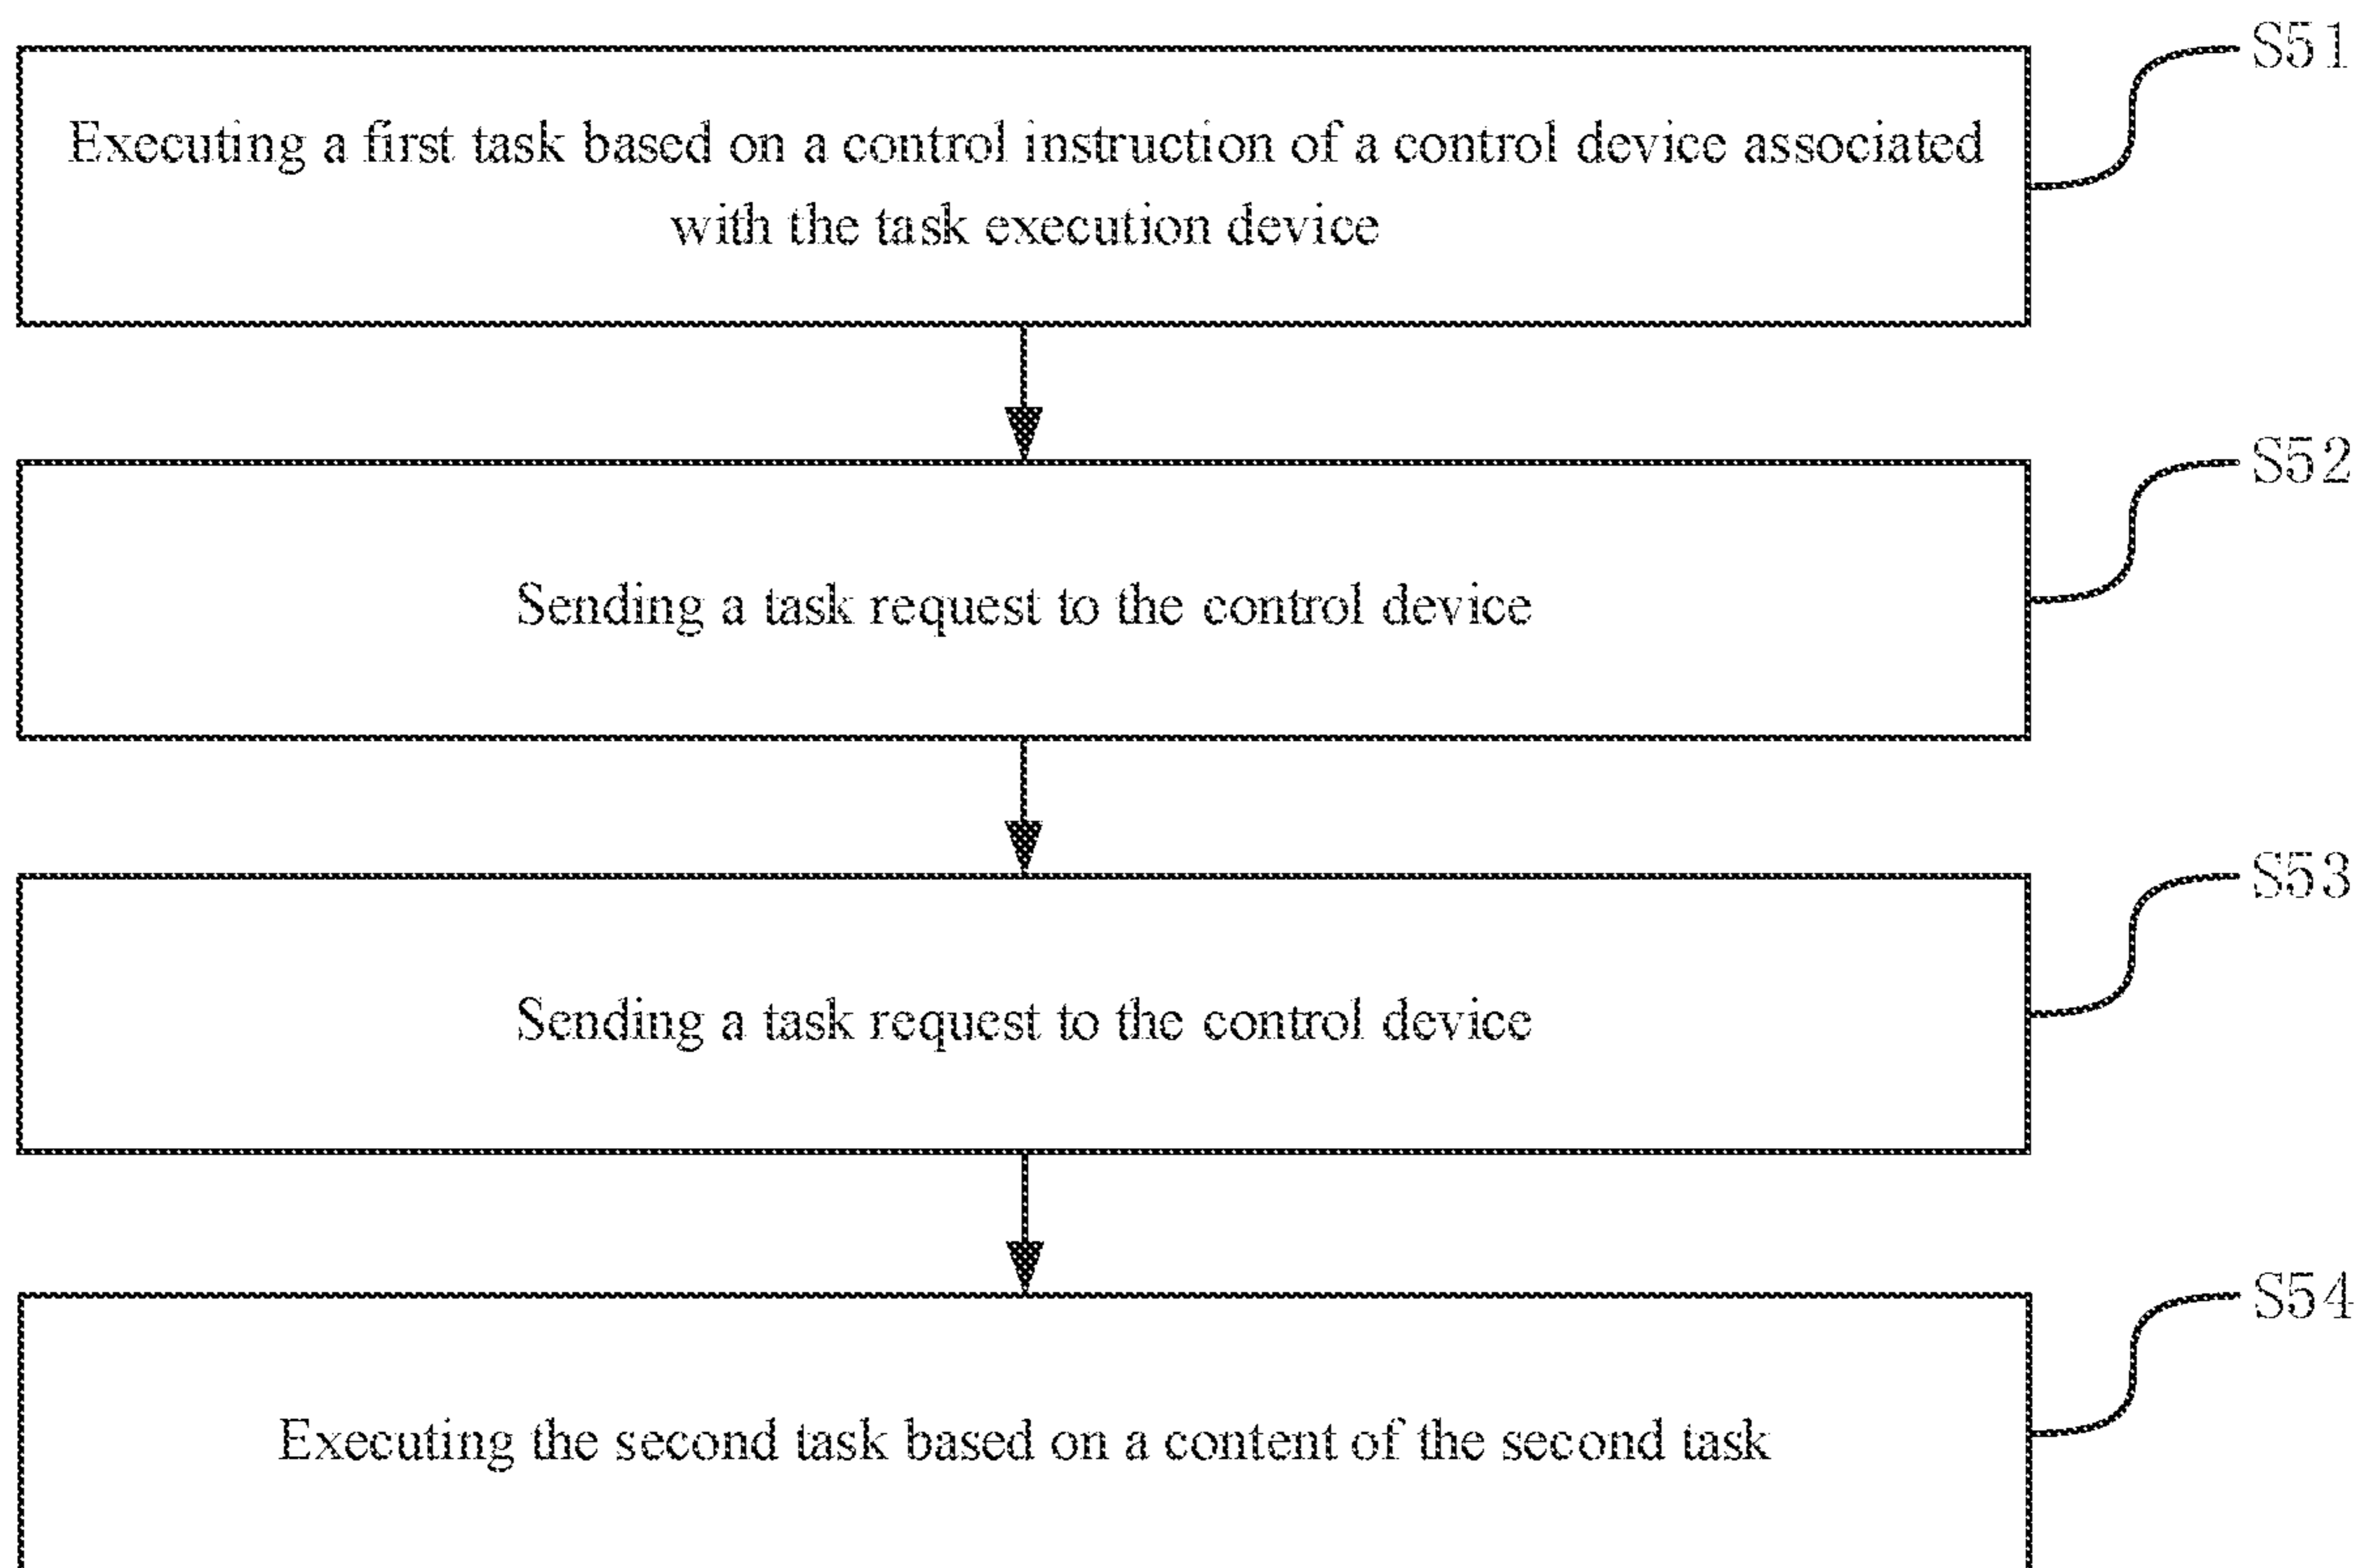 S51
Executing a first task based on a control instruction of a control device associated
with the task execution device
S52
Sending a task request to the control device
S53
Sending a task request to the control device
S54
Executing the second task based on a content of the second task